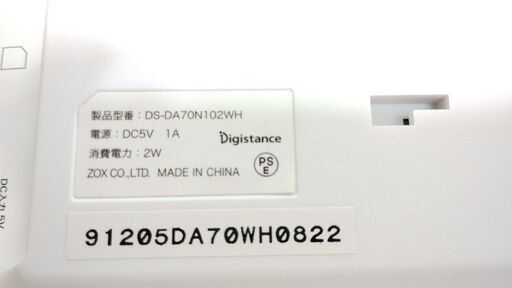 製品型番：DS-DA70N102WH
電源：DC5V 1A
消費電力：2W
ZOX CO.,LTD. MADE IN CHINA
Digistance
PS
E
91205DA70WH0822
DC入力 5V